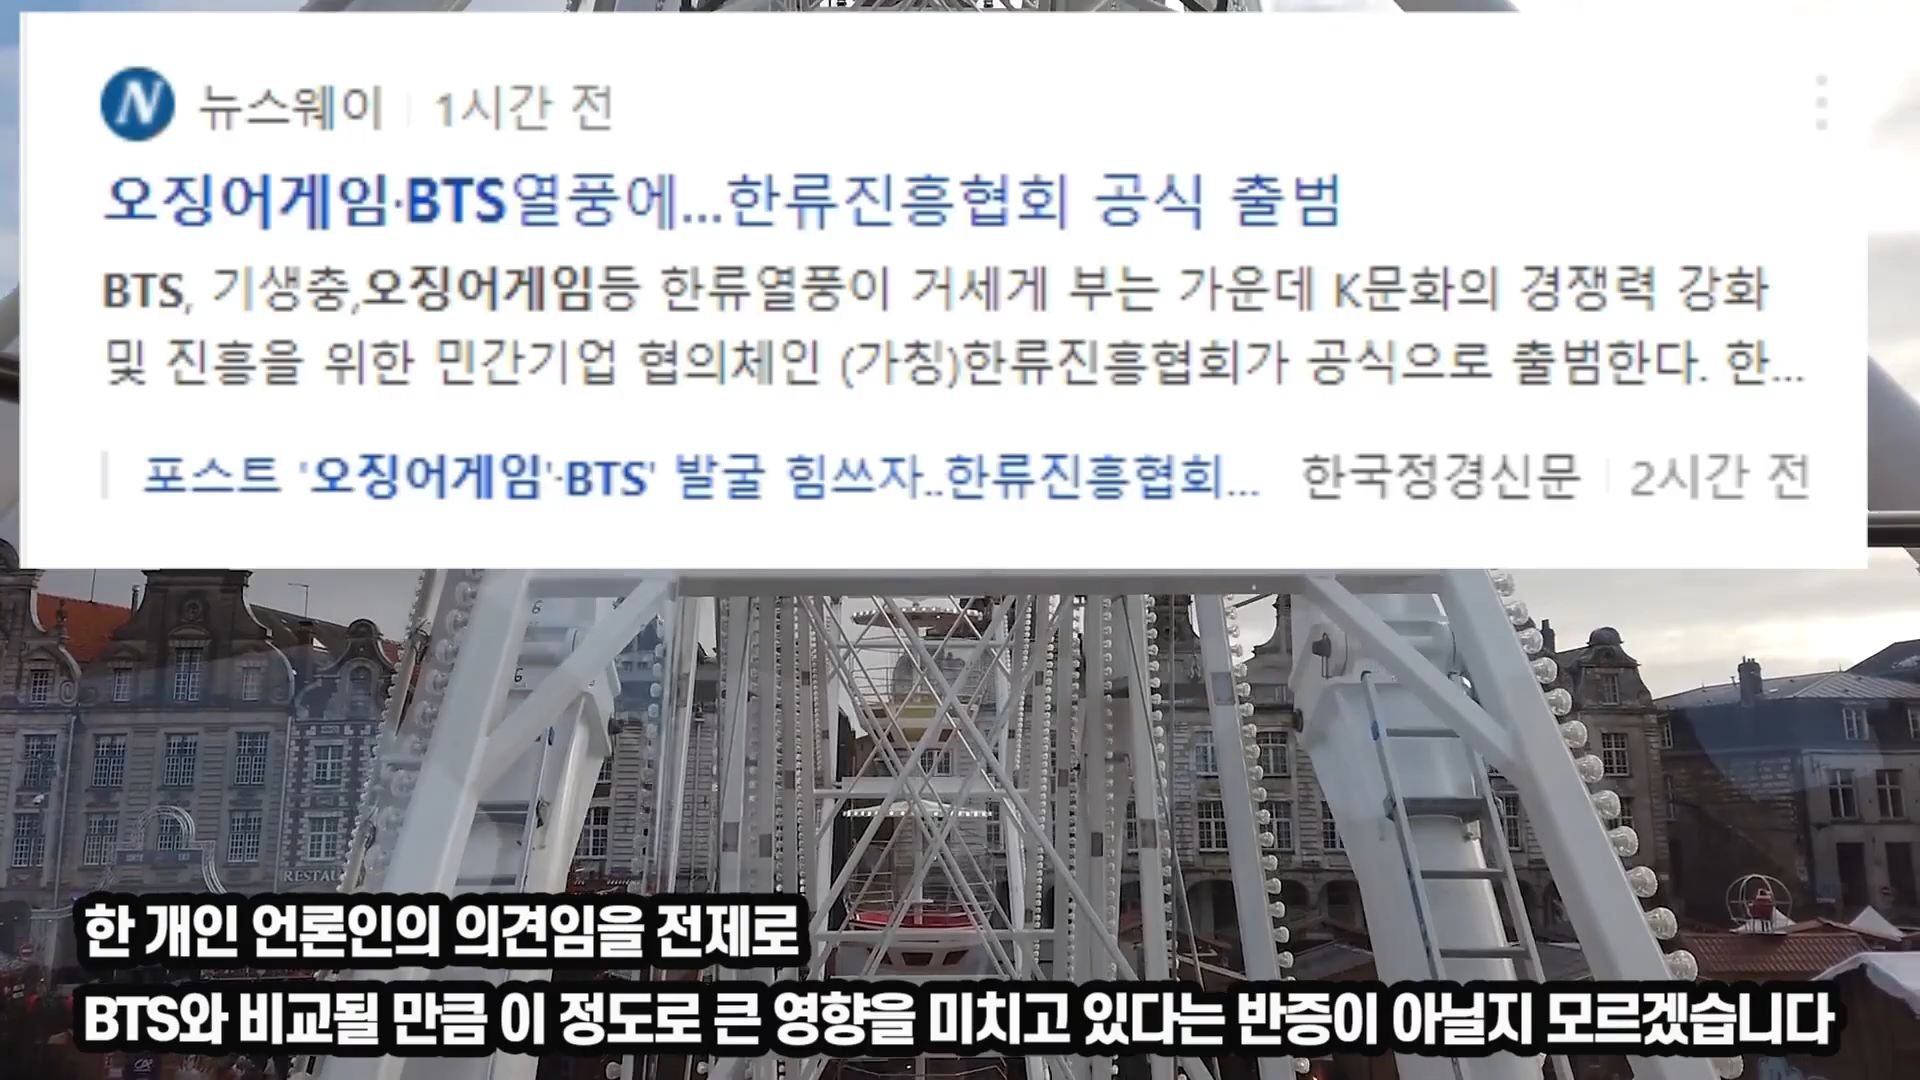 N 뉴스웨이 1시간 전
오징어게임·BTS열풍에...한류진흥협회 공식 출범
BTS, 기생충,오징어게임등 한류열풍이 거세게 부는 가운데 K문화의 경쟁력 강화
및 진흥을 위한 민간기업 협의체인 (가칭)한류진흥협회가 공식으로 출범한다. 한...
포스트 '오징어게임'·BTS' 발굴 힘쓰자..한류진흥협회... 한국정경신문 2시간 전
RESTAU
한 개인 언론인의 의견임을 전제로
BTS와 비교될 만큼 이 정도로 큰 영향을 미치고 있다는 반증이 아닐지 모르겠습니다